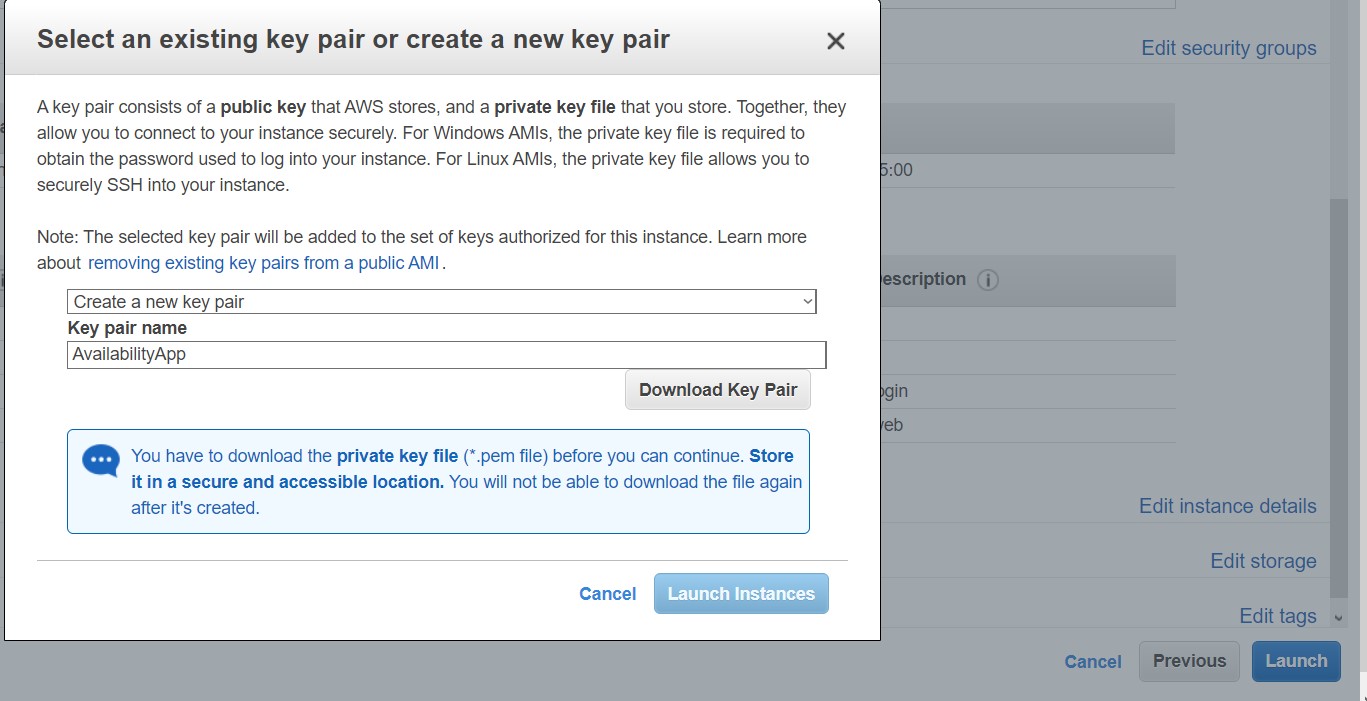 Select an existing key pair or create a new key pair
A key pair consists of a public key that AWS stores, and a private key file that you store. Together, they
allow you to connect to your instance securely. For Windows AMIs, the private key file is required to
obtain the password used to log into your instance. For Linux AMIs, the private key file allows you to
securely SSH into your instance.
Note: The selected key pair will be added to the set of keys authorized for this instance. Learn more
about removing existing key pairs from a public AMI.
Create a new key pair
Key pair name
AvailabilityApp
Download Key Pair
You have to download the private key file (*.pem file) before you can continue. Store
it in a secure and accessible location. You will not be able to download the file again
after it's created.
Cancel
Launch Instances
Edit security groups
5:00
escription
ogin
eb
Edit instance details
Edit storage
Edit tags
Cancel
Previous
Launch